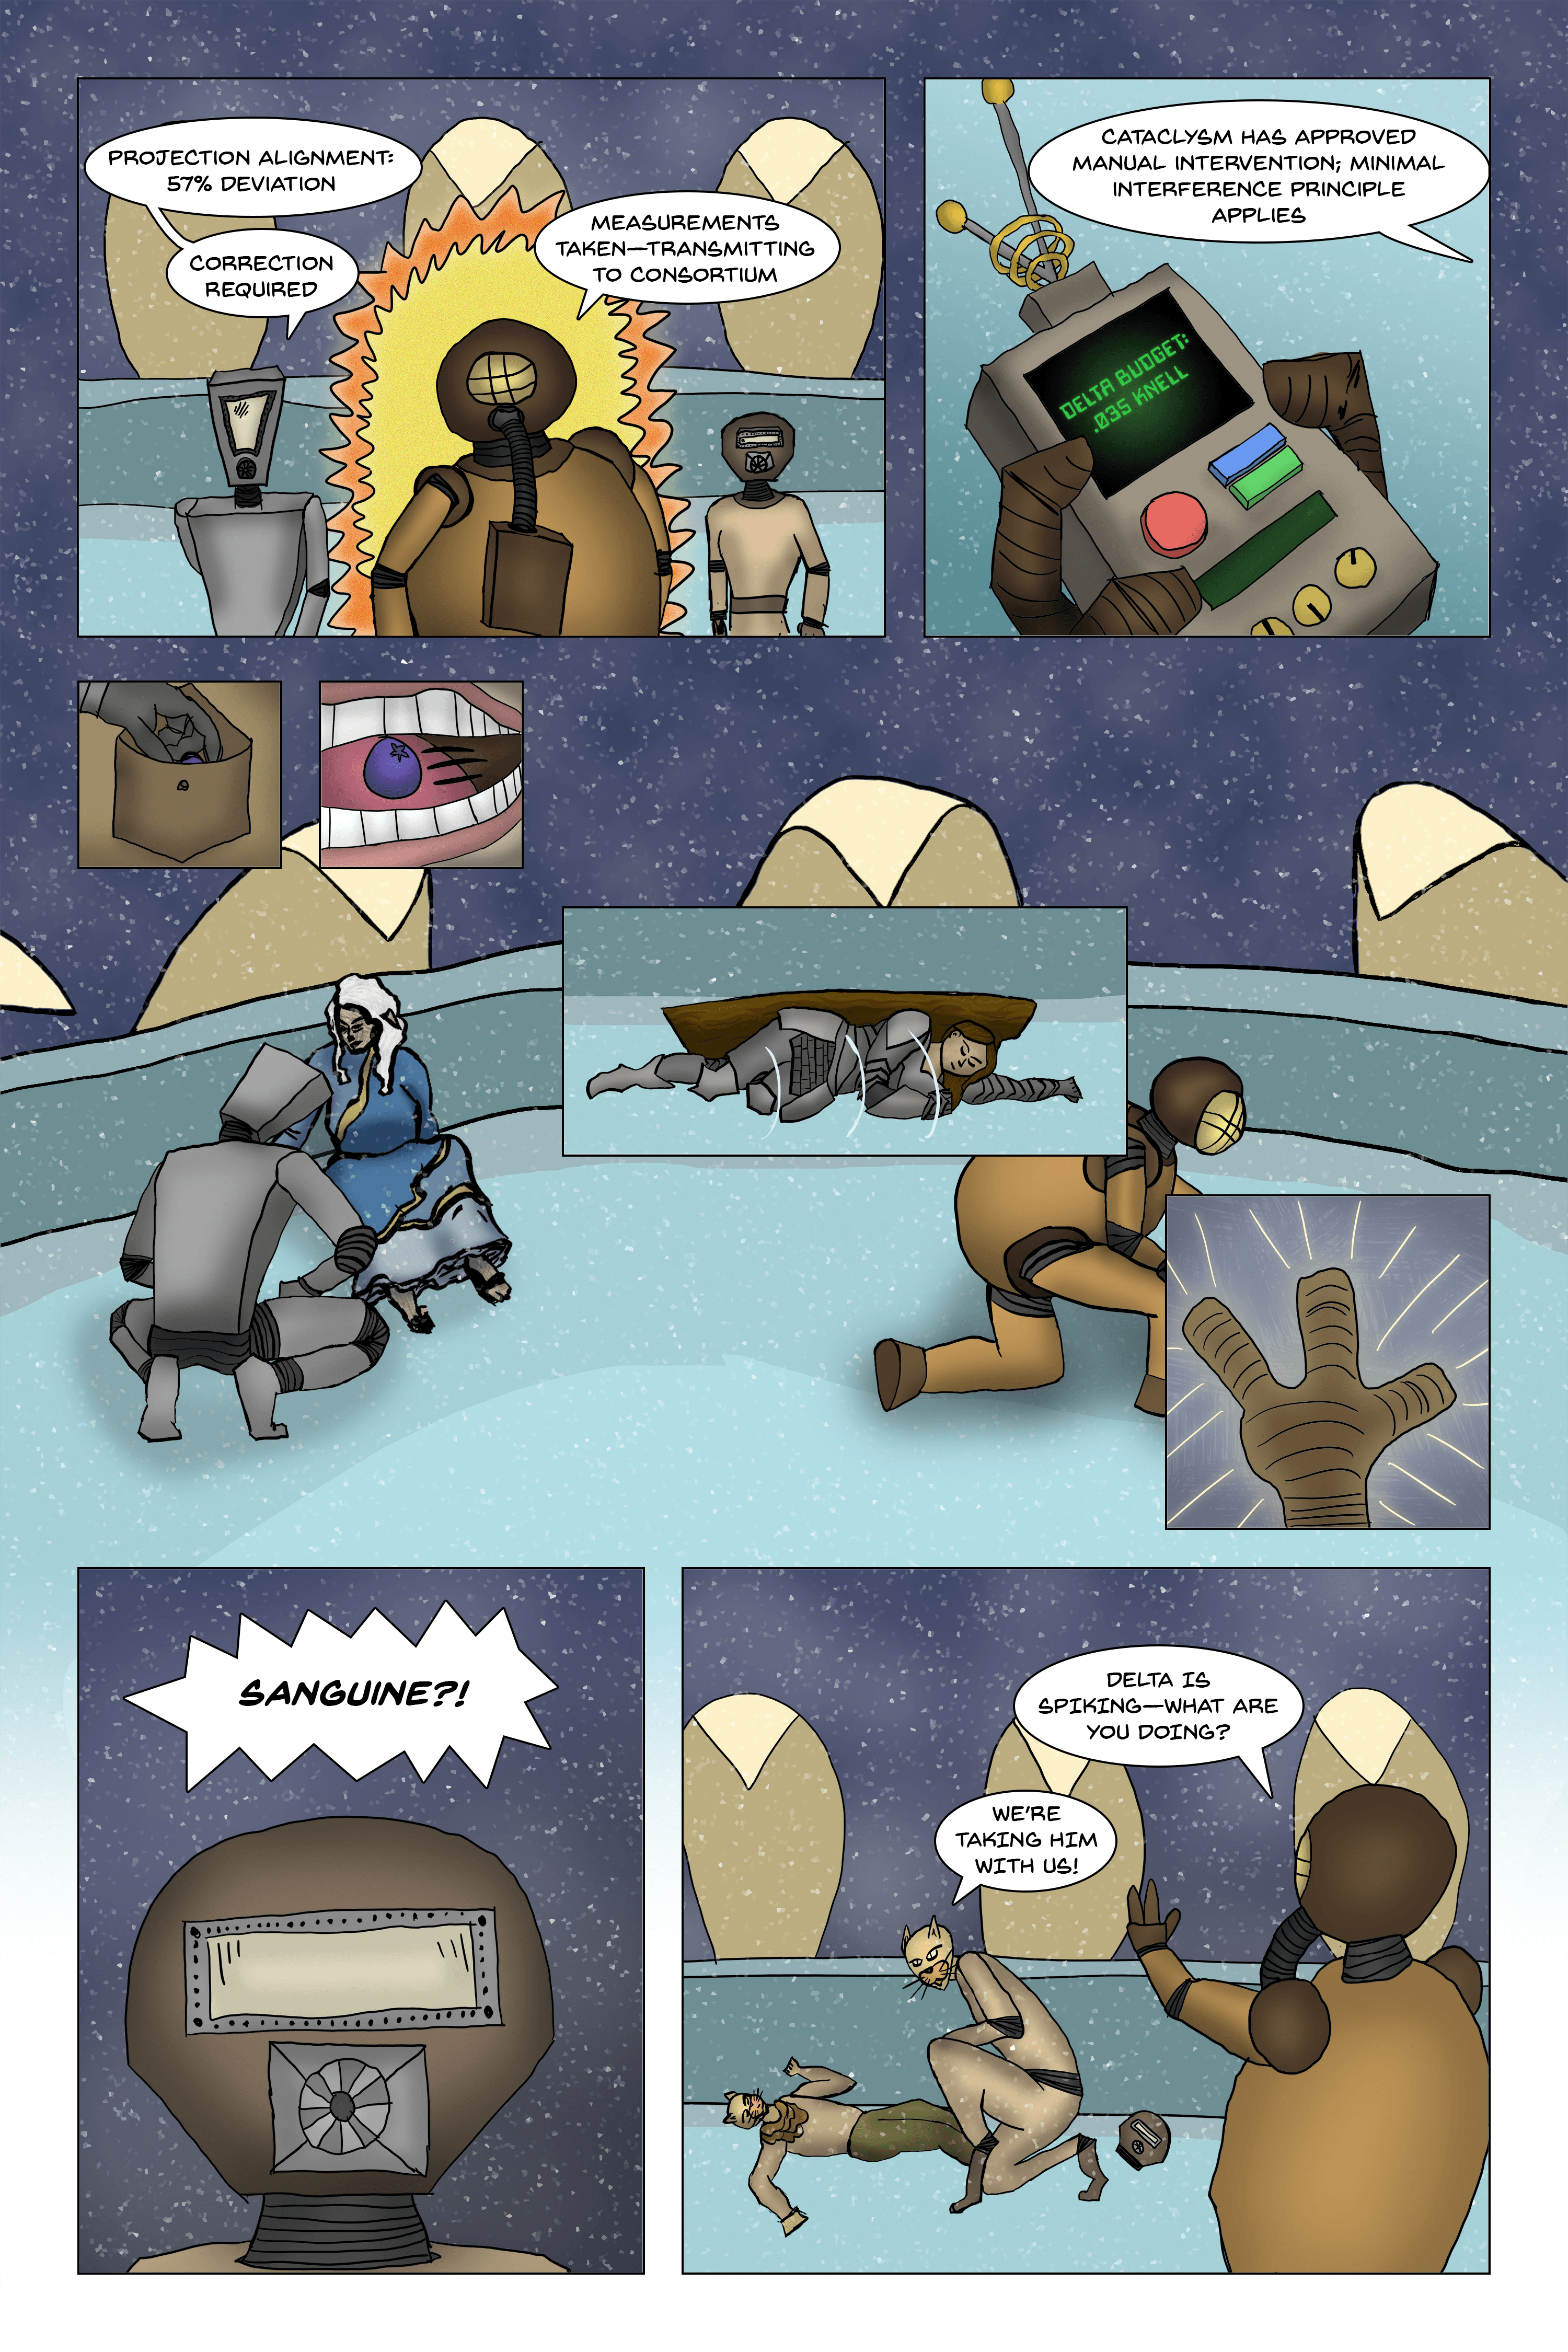 PROJECTION ALIGNMENT:
57% DEVIATION
CORRECTION
REQUIRED
MEASUREMENTS
TAKEN—TRANSMITTING
TO CONSORTIUM
CATACLYSM HAS APPROVED
MANUAL INTERVENTION; MINIMAL
INTERFERENCE PRINCIPLE
APPLIES
DELTA BUDGET:
.035 KNELL
SANGUINE?!
DELTA IS
SPIKING—WHAT ARE
YOU DOING?
WE'RE
TAKING HIM
WITH US!